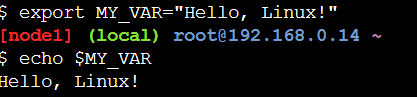 $ export MY_VAR="Hello, Linux!"
[node1] (local) root@192.168.0.14 ~
$ echo $MY_VAR
Hello, Linux!